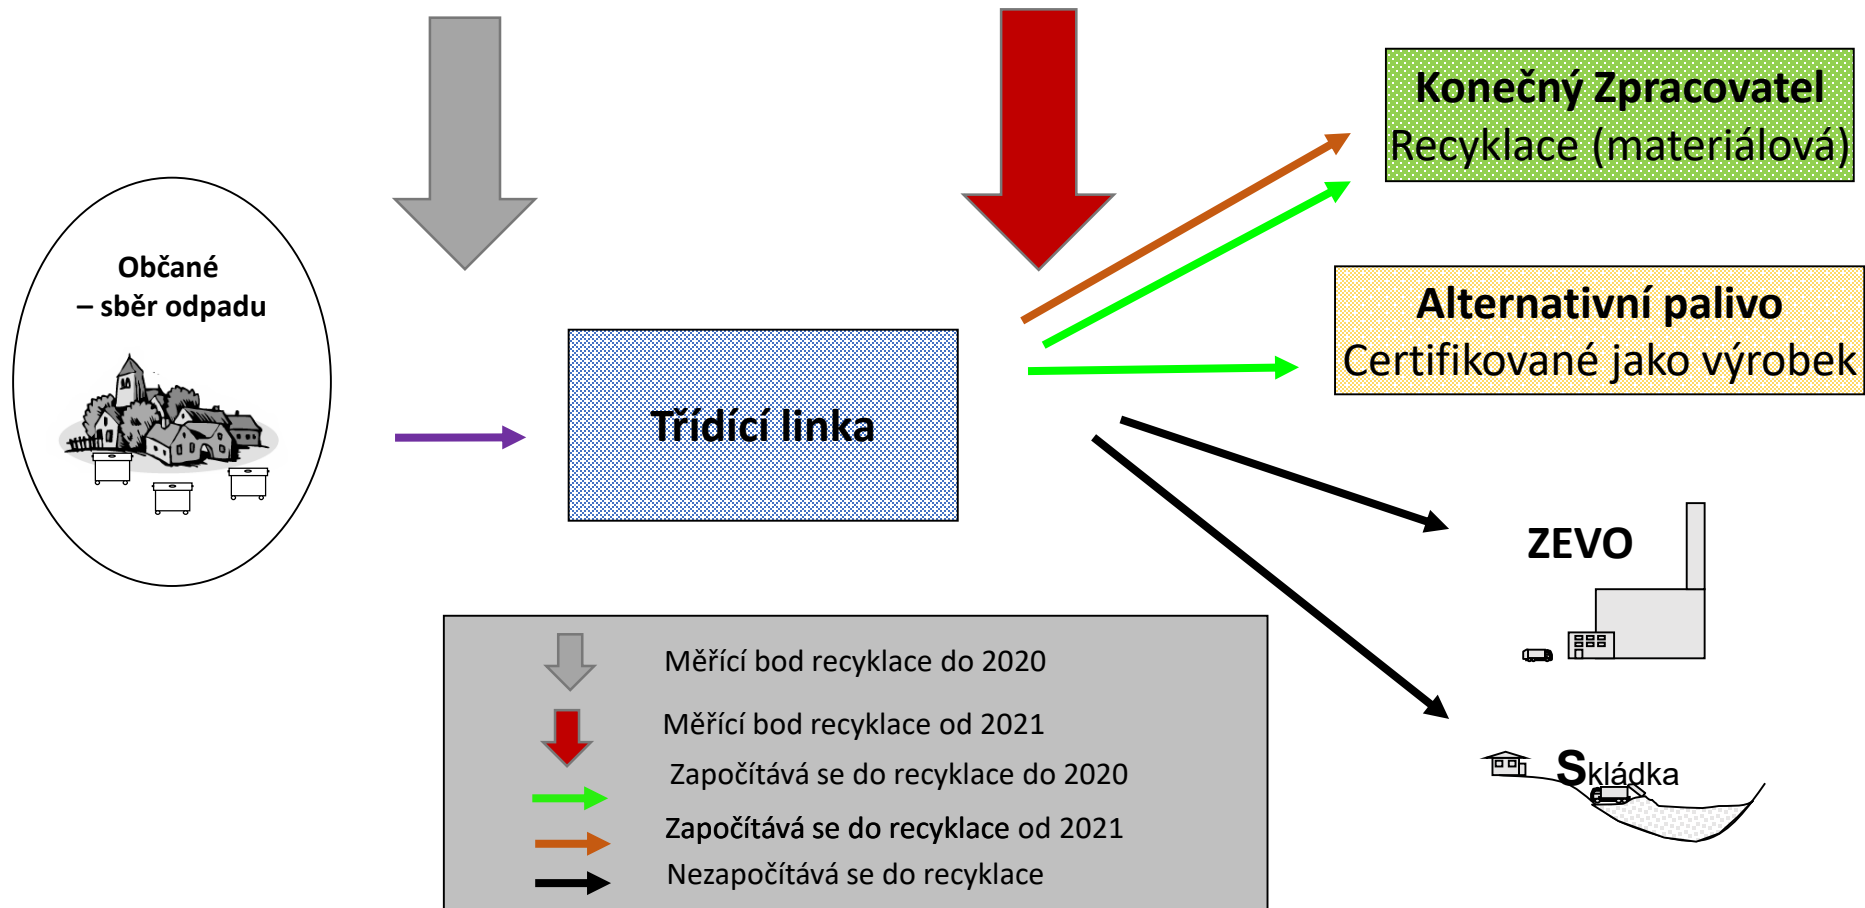 Občané
– sběr odpadu
Třídící linka
Konečný Zpracovatel
Recyklace (materiálová)
Alternativní palivo
Certifikované jako výrobek
ZEVO
Skládka
Měřící bod recyklace do 2020
Měřící bod recyklace od 2021
Započítává se do recyklace do 2020
Započítává se do recyklace od 2021
Nezapočítává se do recyklace